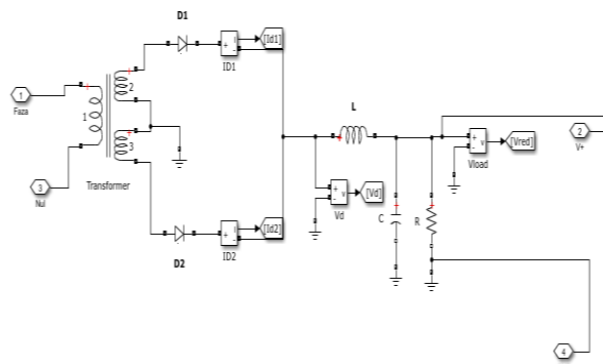 D1
[Id1]
+ i
-
ID1
1
Faza
+
1
+
2
+
3
3
Nul
Transformer
D2
[Id2]
+ i
-
ID2
L
+
+ v
-
[Vd]
Vd
+
C
+
R
+ v
-
[Vred]
Vload
2
V+
4